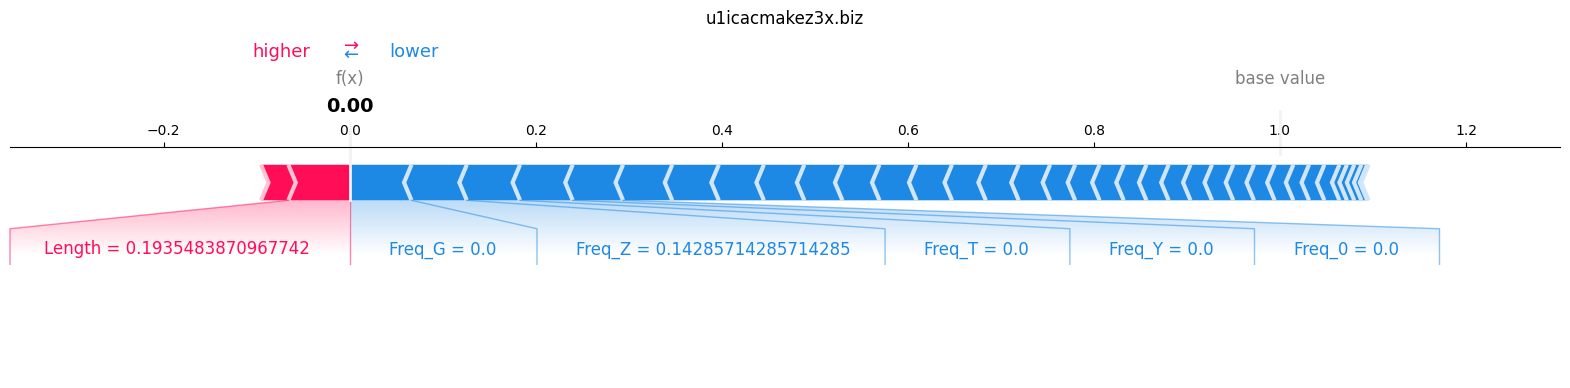 u1icacmakez3x.biz
higher ⇄ lower
f(x) base value
0.00
−0.2 0.0 0.2 0.4 0.6 0.8 1.0 1.2
Length = 0.1935483870967742 Freq_G = 0.0 Freq_Z = 0.14285714285714285 Freq_T = 0.0 Freq_Y = 0.0 Freq_0 = 0.0